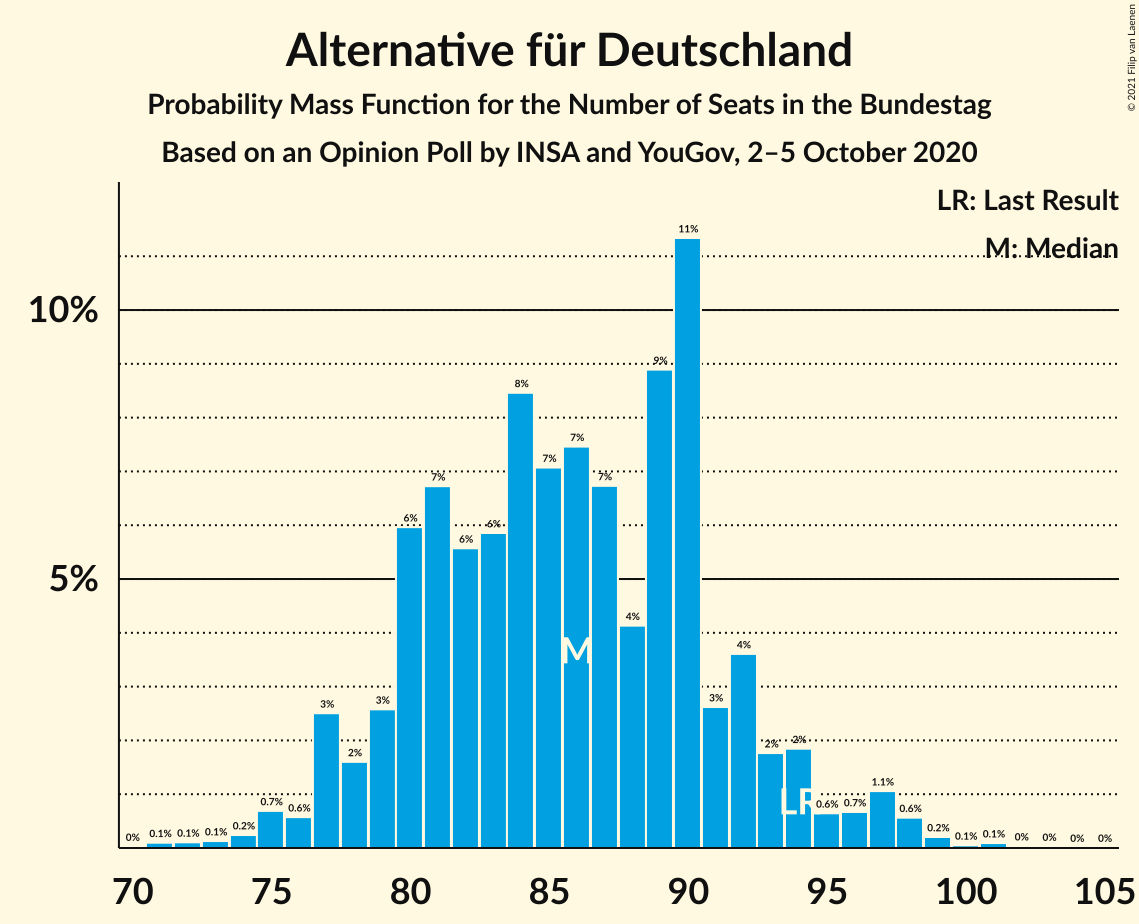 Alternative für Deutschland
Probability Mass Function for the Number of Seats in the Bundestag
Based on an Opinion Poll by INSA and YouGov, 2–5 October 2020
© 2021 Filip van Laenen
LR: Last Result
M: Median
10%
5%
0% 0.1% 0.1% 0.1% 0.2% 0.7% 0.6% 3% 2% 3% 6% 7% 6% 6% 8% 7% 7% 7% 4% 9% 11% 3% 4% 2% 2% 0.6% 0.7% 1.1% 0.6% 0.2% 0.1% 0.1% 0% 0% 0% 0%
M
LR
70 75 80 85 90 95 100 105